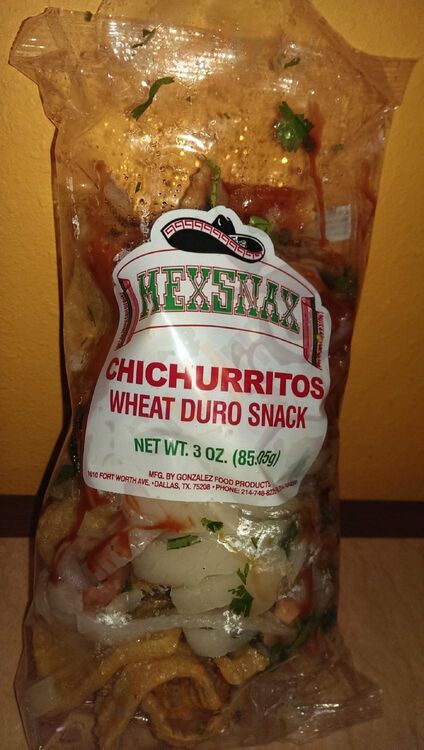 MEXSNAX
CHICHURRITOS
WHEAT DURO SNACK
NET WT. 3 OZ. (85.05g)
MFG. BY GONZALEZ FOOD PRODUCTS
1610 FORT WORTH AVE. • DALLAS, TX. 75208 • PHONE: 214-748-